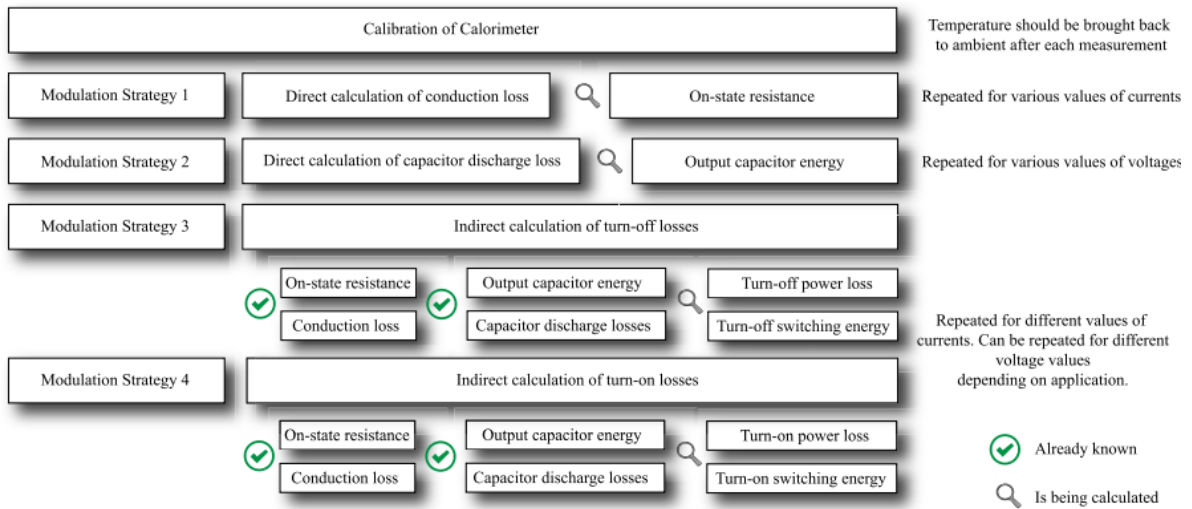 Calibration of Calorimeter
Temperature should be brought back
to ambient after each measurement
Modulation Strategy 1
Direct calculation of conduction loss
On-state resistance
Repeated for various values of currents
Modulation Strategy 2
Direct calculation of capacitor discharge loss
Output capacitor energy
Repeated for various values of voltages
Modulation Strategy 3
Indirect calculation of turn-off losses
On-state resistance
Output capacitor energy
Turn-off power loss
Conduction loss
Capacitor discharge losses
Turn-off switching energy
Repeated for different values of
currents. Can be repeated for different
voltage values
depending on application.
Modulation Strategy 4
Indirect calculation of turn-on losses
On-state resistance
Output capacitor energy
Turn-on power loss
Conduction loss
Capacitor discharge losses
Turn-on switching energy
Already known
Is being calculated